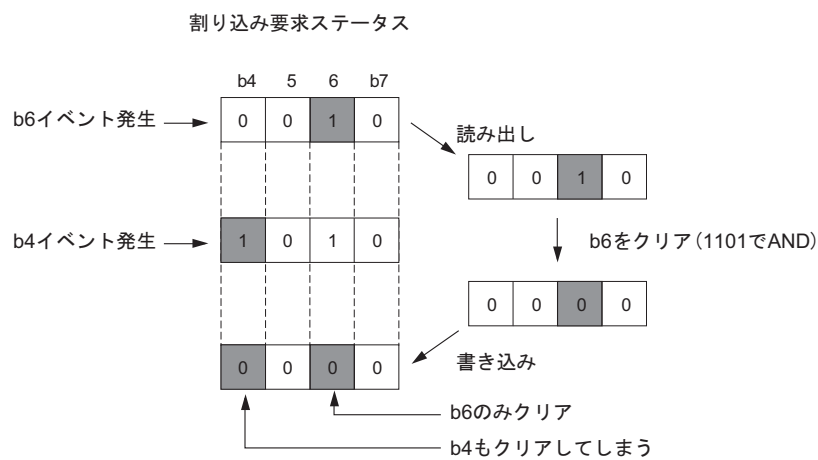 割り込み要求ステータス
b4 5 6 b7
b6イベント発生 0 0 1 0
読み出し
0 0 1 0
b4イベント発生 1 0 1 0
b6をクリア（1101でAND）
0 0 0 0
0 0 0 0
書き込み
b6のみクリア
b4もクリアしてしまう